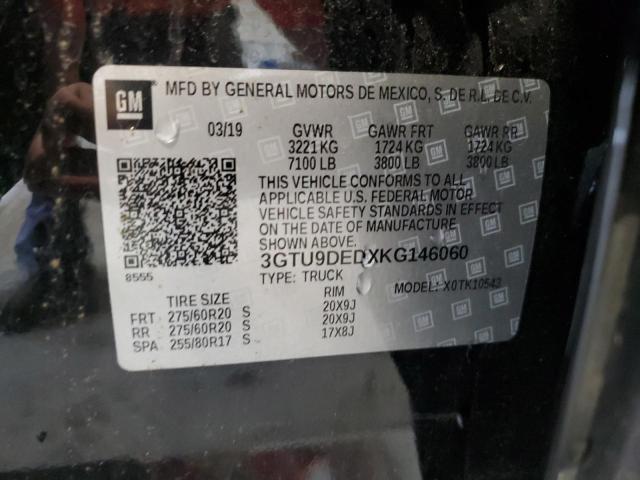 GM MFD BY GENERAL MOTORS DE MEXICO, S. DE R.L. DE C.V.
03/19 GVWR GAWR FRT GAWR RR
3221 KG 1724 KG 1724 KG
7100 LB 3800 LB 3800 LB
THIS VEHICLE CONFORMS TO ALL
APPLICABLE U.S. FEDERAL MOTOR
VEHICLE SAFETY STANDARDS IN EFFECT
ON THE DATE OF MANUFACTURE
SHOWN ABOVE.
3GTU9DEDXKG146060
8555 TYPE: TRUCK MODEL: X0TK10543
TIRE SIZE RIM
FRT 275/60R20 S 20X9J
RR 275/60R20 S 20X9J
SPA 255/80R17 S 17X8J